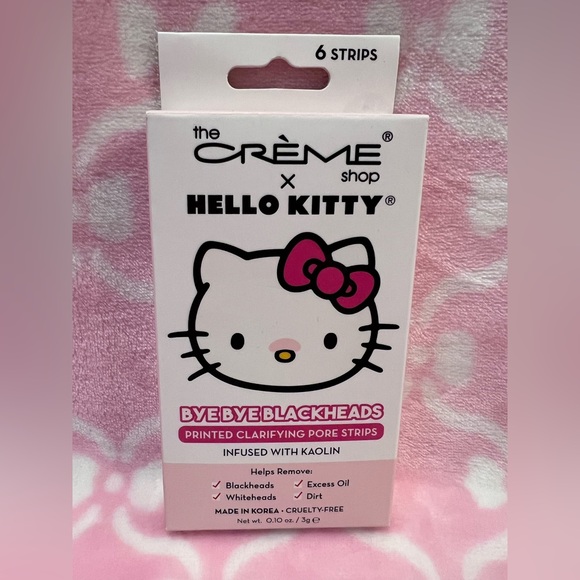 6 STRIPS
the
CRÈME®
shop
x
HELLO KITTY®
BYE BYE BLACKHEADS
PRINTED CLARIFYING PORE STRIPS
INFUSED WITH KAOLIN
Helps Remove:
✓ Blackheads ✓ Excess Oil
✓ Whiteheads ✓ Dirt
MADE IN KOREA • CRUELTY-FREE
Net wt. 0.10 oz. / 3g ℮